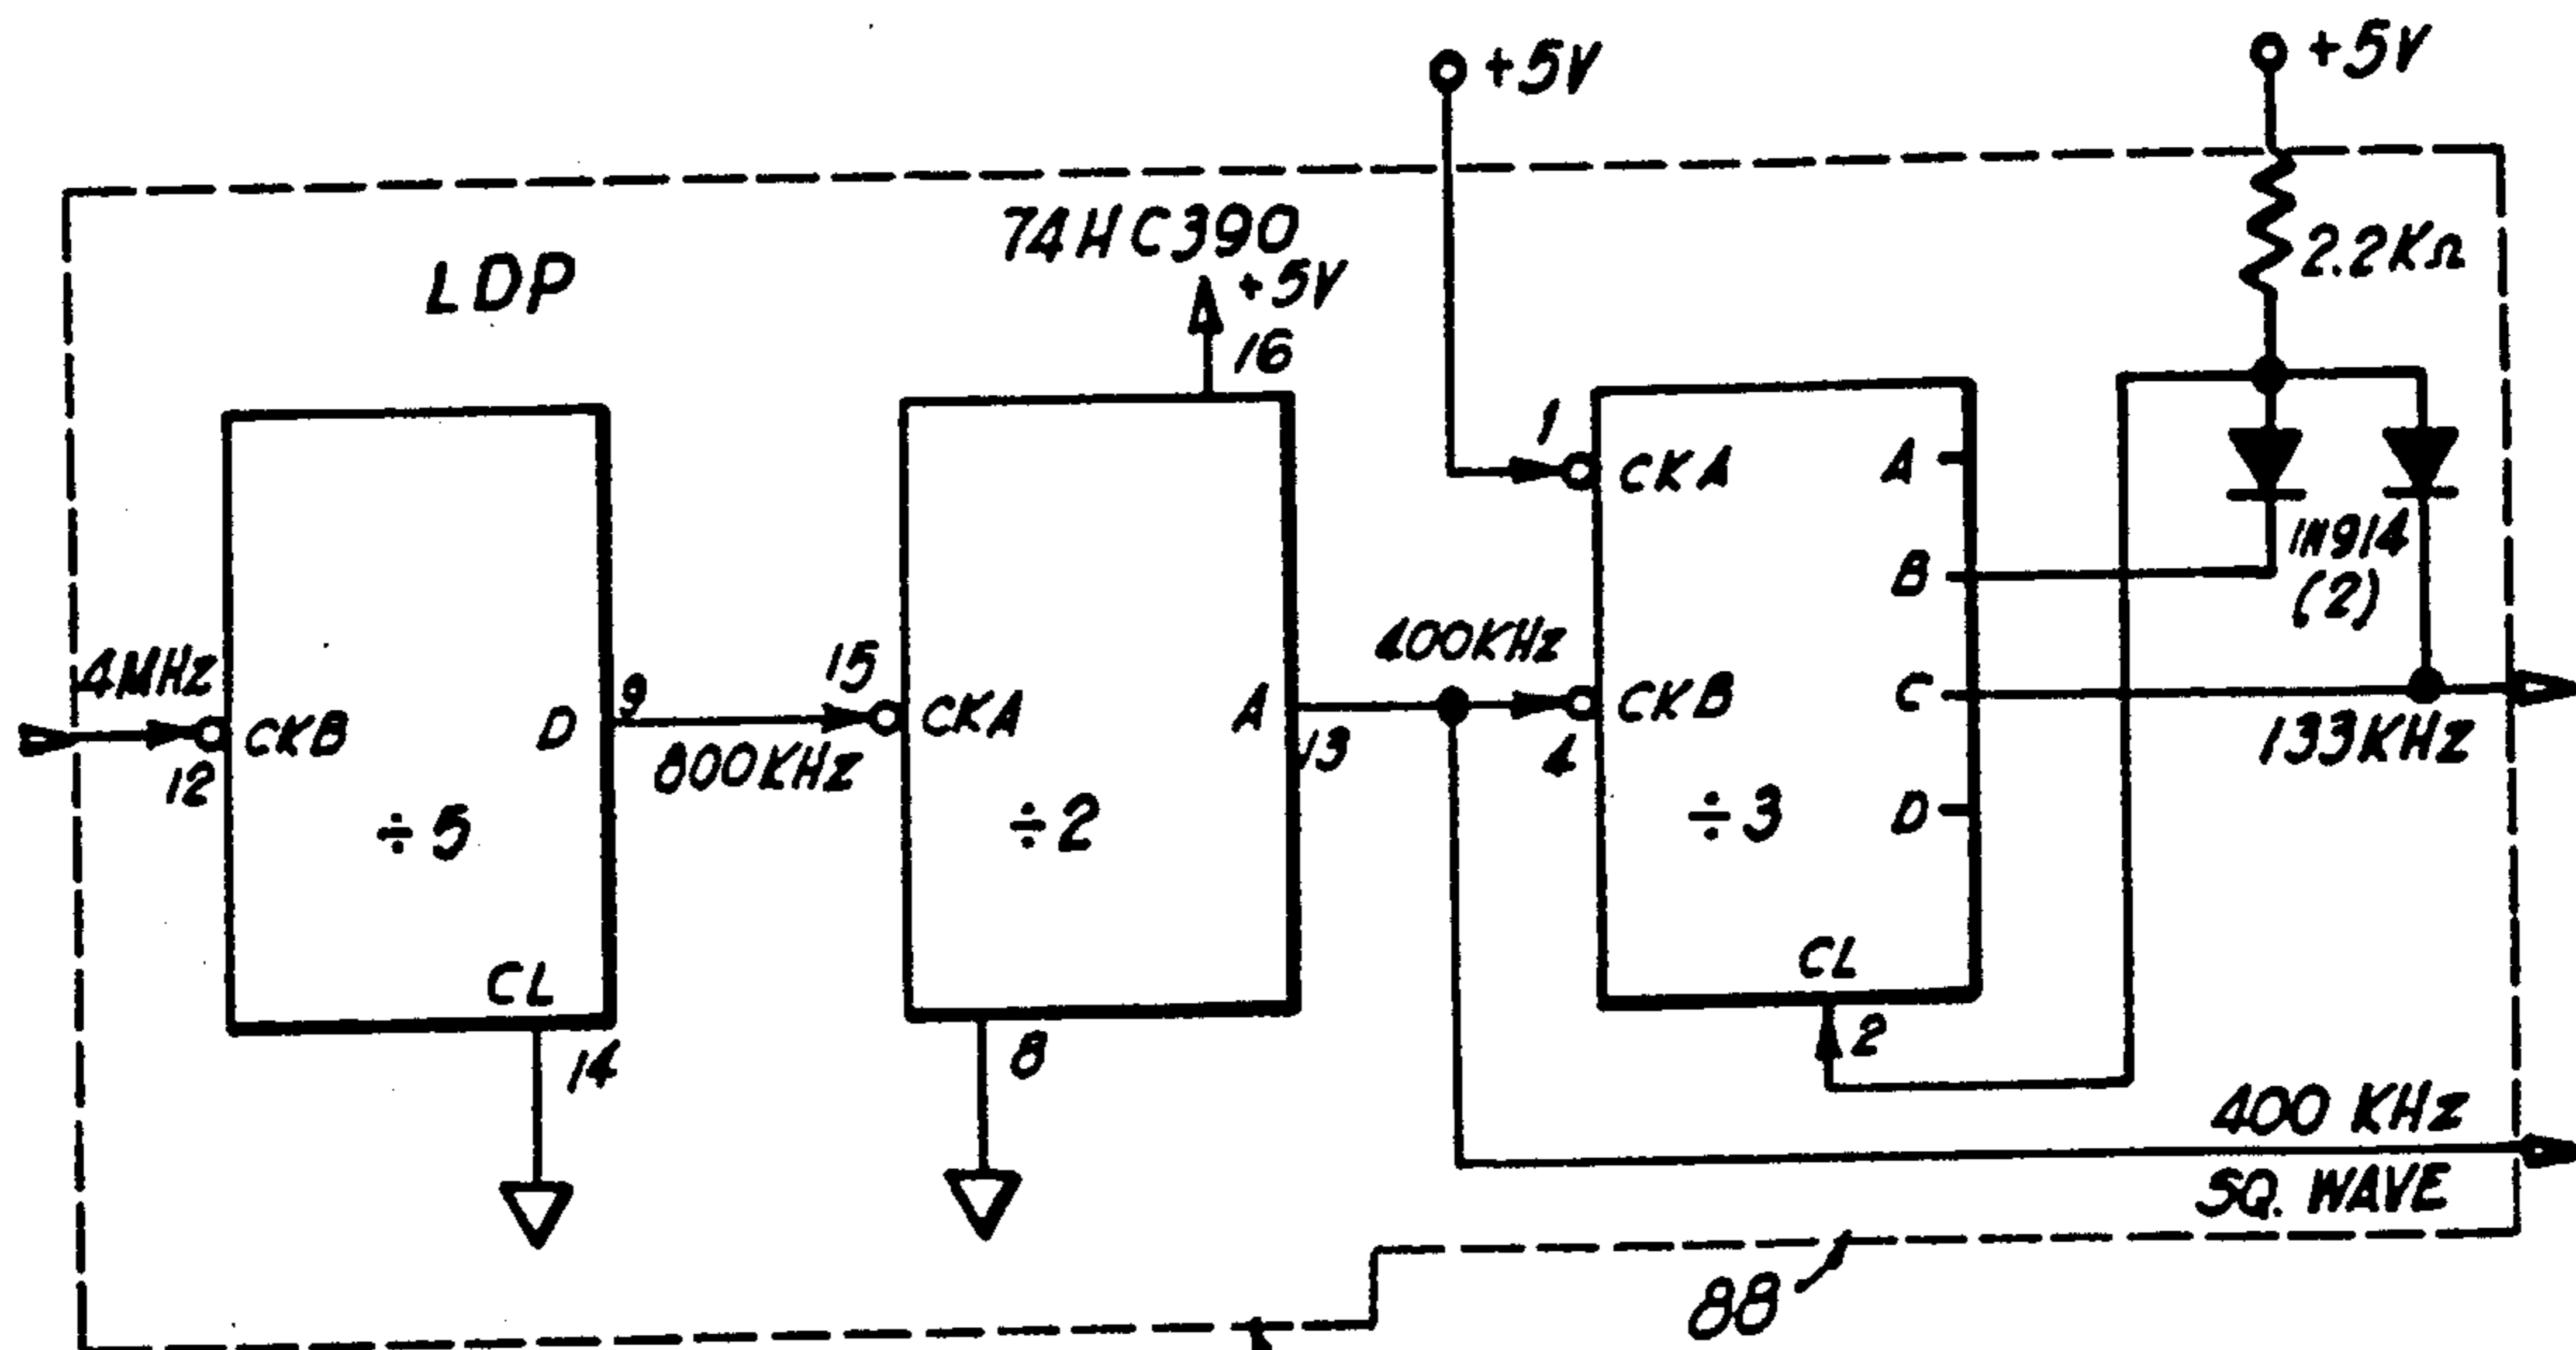 +5V
+5V
74HC390
LDP
+5V
2.2KΩ
16
1
CKA
A
1N914
(2)
B
4MHZ
15
400KHZ
CKB
D
9
CKA
A
CKB
C
12
800KHZ
13
4
133KHZ
÷5
÷2
÷3
D
CL
CL
14
8
2
400 KHZ
SQ. WAVE
88